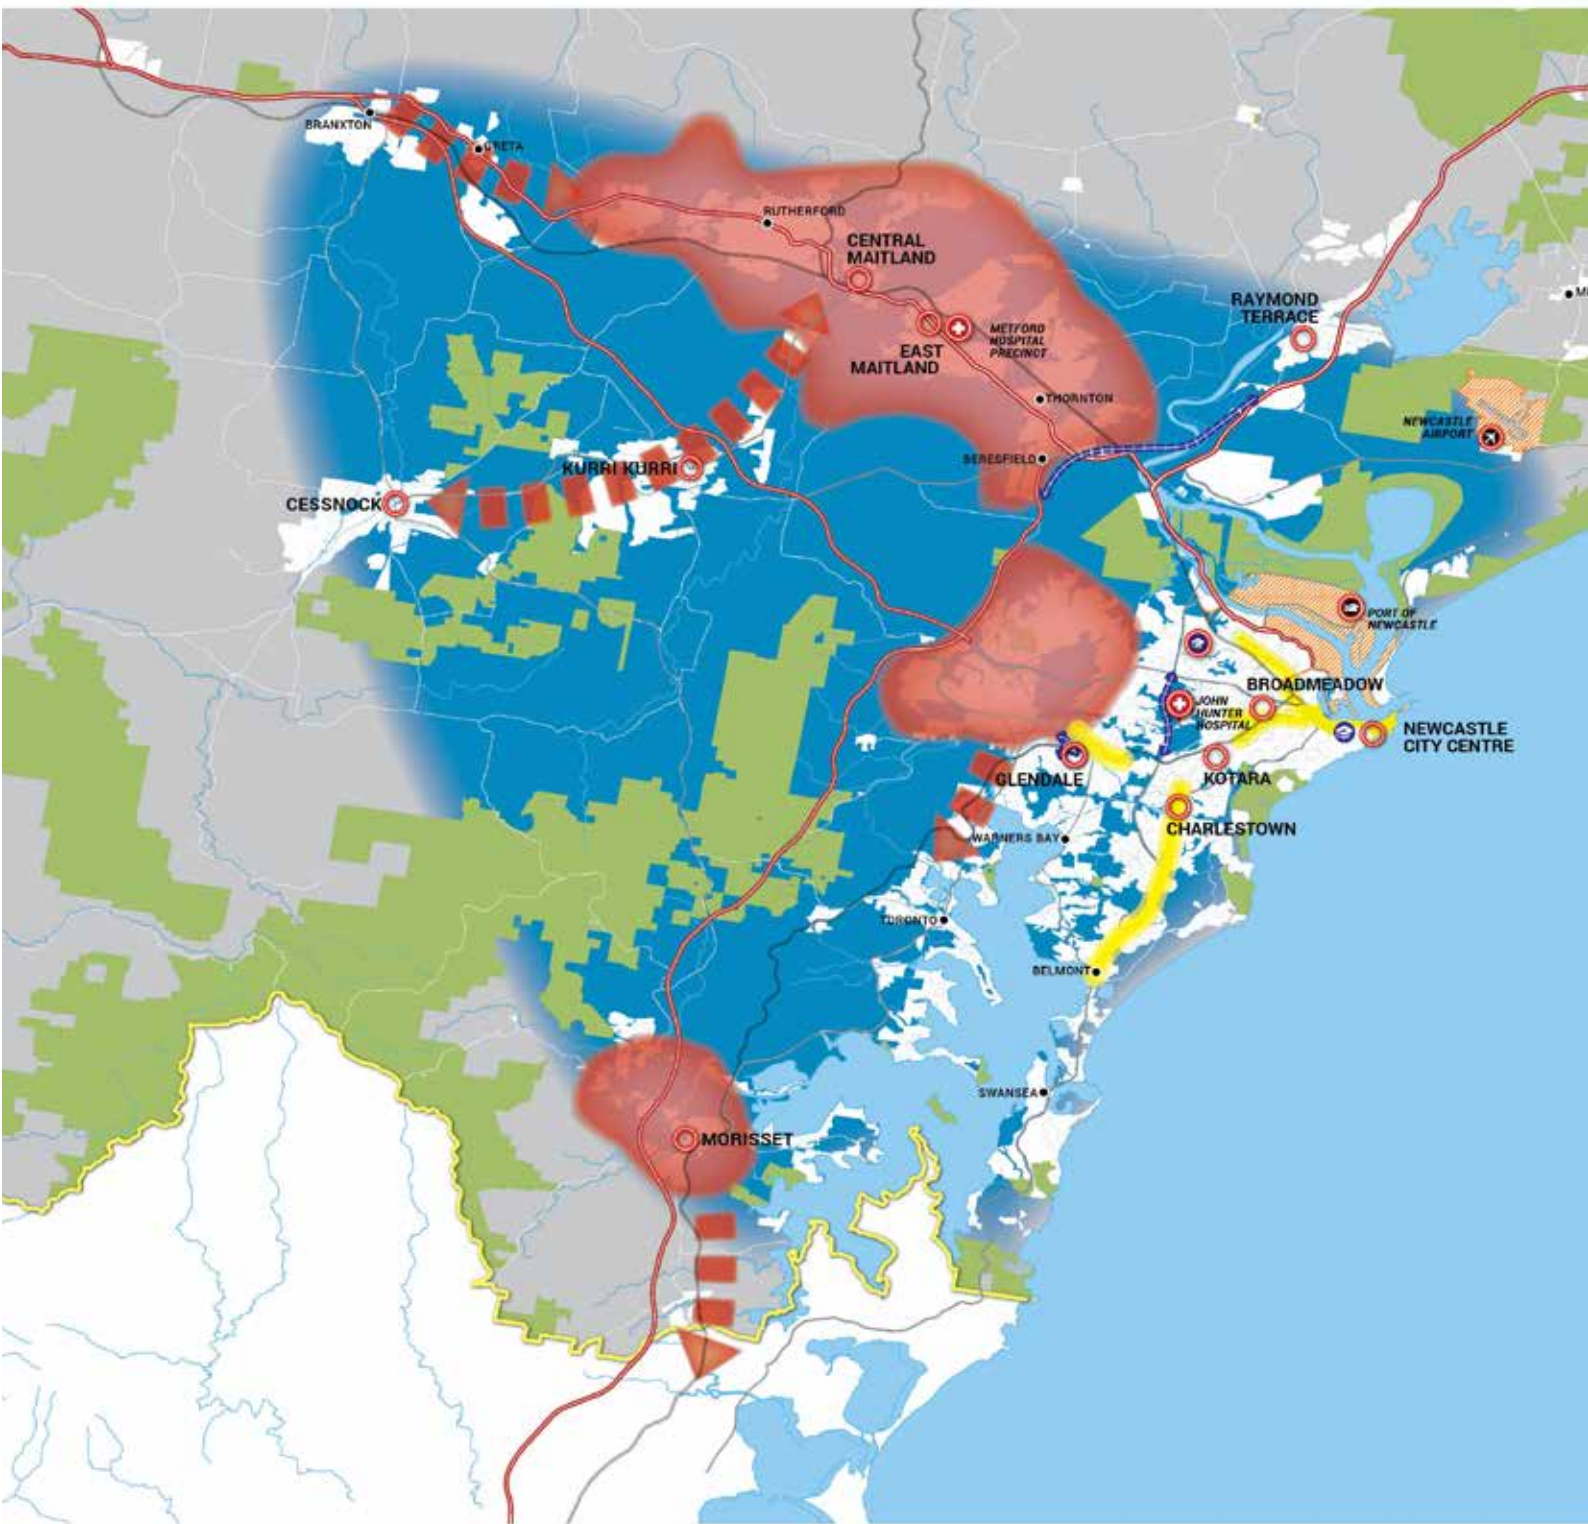 BRANXTON
GRETA
RUTHERFORD
CENTRAL
MAITLAND
RAYMOND
TERRACE
METFORD
HOSPITAL
PRECINCT
EAST
MAITLAND
THORNTON
NEWCASTLE
AIRPORT
BERESFIELD
KURRI KURRI
CESSNOCK
PORT OF
NEWCASTLE
BROADMEADOW
JOHN
HUNTER
HOSPITAL
NEWCASTLE
CITY CENTRE
GLENDALE
KOTARA
CHARLESTOWN
WARNERS BAY
TORONTO
BELMONT
SWANSEA
MORISSET